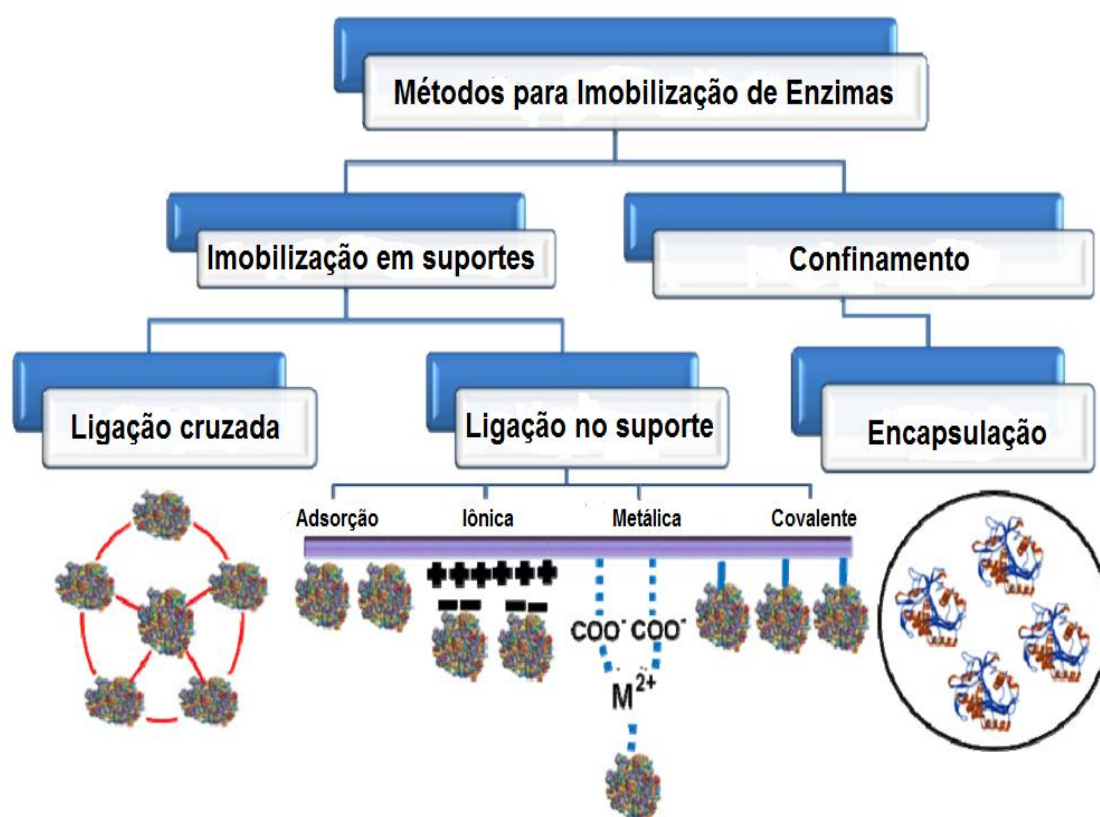 Métodos para Imobilização de Enzimas
Imobilização em suportes
Confinamento
Ligação cruzada
Ligação no suporte
Encapsulação
Adsorção
Iônica
Metálica
Covalente
COO⁻ COO⁻
M²⁺